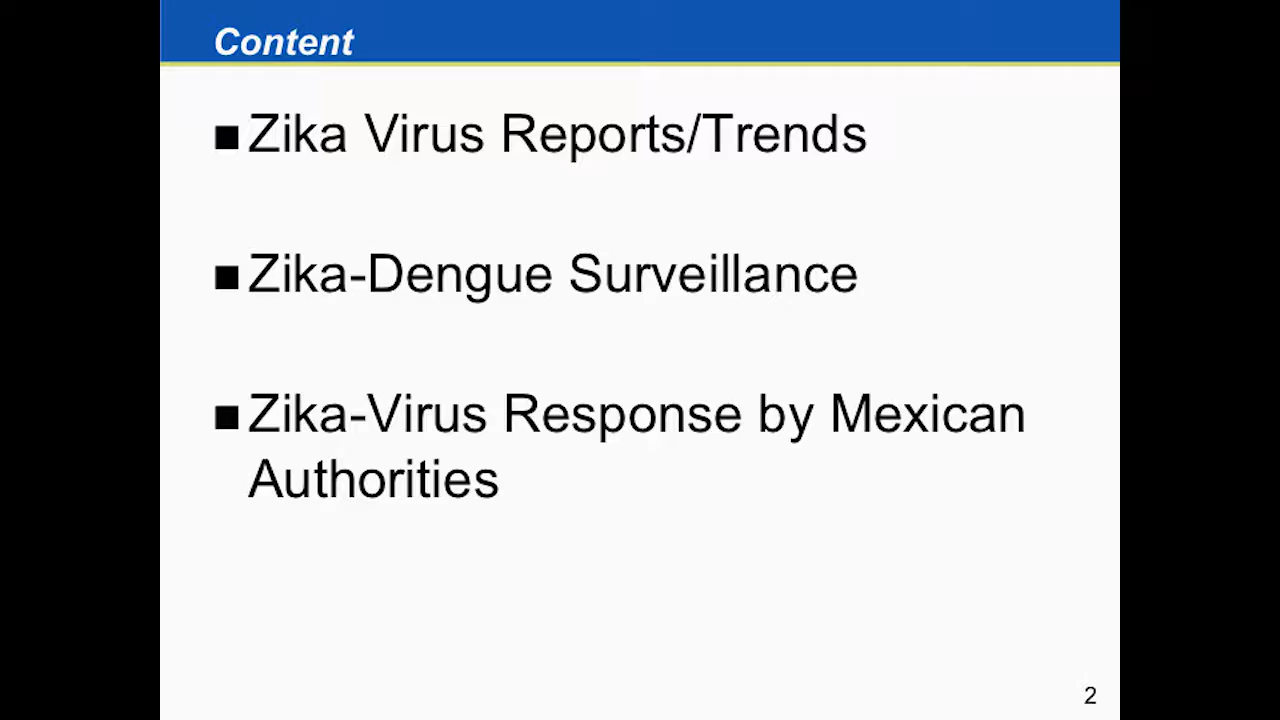 Content
■Zika Virus Reports/Trends
■Zika-Dengue Surveillance
■Zika-Virus Response by Mexican
Authorities
2